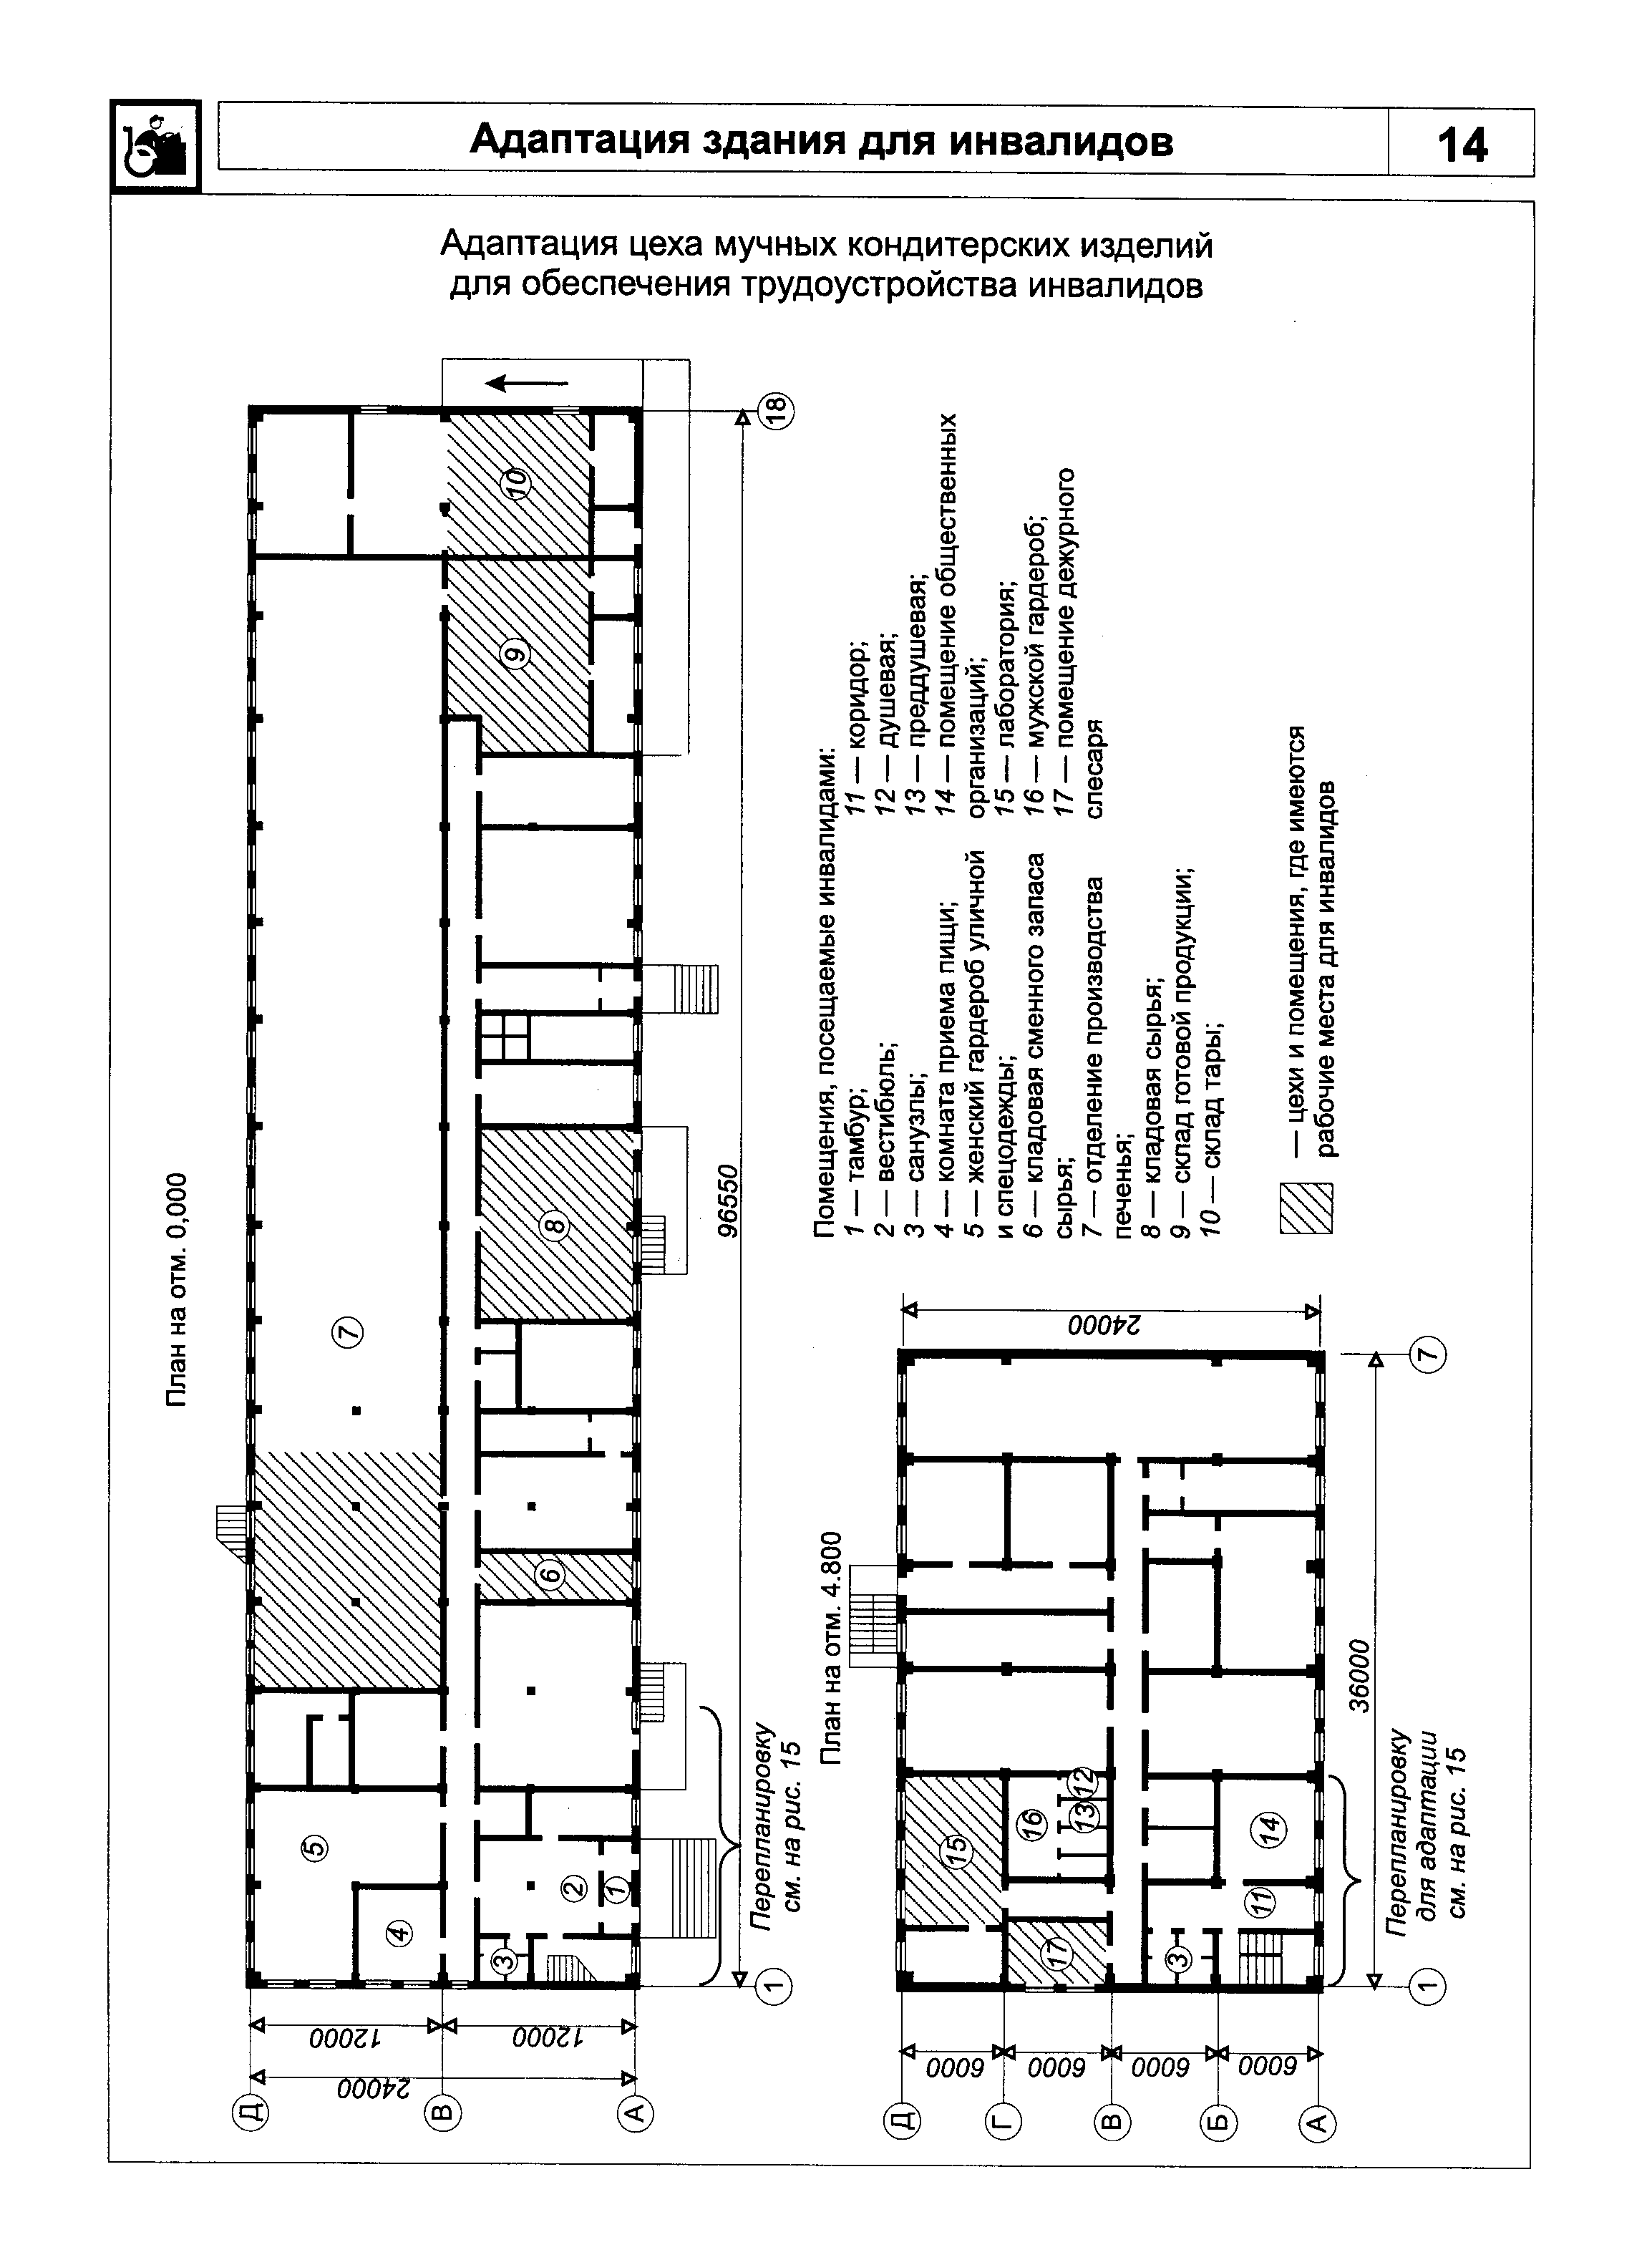 Адаптация здания для инвалидов
14
Адаптация цеха мучных кондитерских изделий
для обеспечения трудоустройства инвалидов
План на отм. 0,000
Д
В
А
24000
12000
12000
1
18
96550
1
2
3
4
5
6
7
8
9
10
Перепланировку
см. на рис. 15
План на отм. 4.800
Д
Г
В
Б
А
6000
6000
6000
6000
24000
36000
1
7
3
11
12
13
14
15
16
17
Перепланировку
для адаптации
см. на рис. 15
Помещения, посещаемые инвалидами:
1 — тамбур;
2 — вестибюль;
3 — санузлы;
4 — комната приема пищи;
5 — женский гардероб уличной
и спецодежды;
6 — кладовая сменного запаса
сырья;
7 — отделение производства
печенья;
8 — кладовая сырья;
9 — склад готовой продукции;
10 — склад тары;
11 — коридор;
12 — душевая;
13 — преддушевая;
14 — помещение общественных
организаций;
15 — лаборатория;
16 — мужской гардероб;
17 — помещение дежурного
слесаря
— цехи и помещения, где имеются
рабочие места для инвалидов